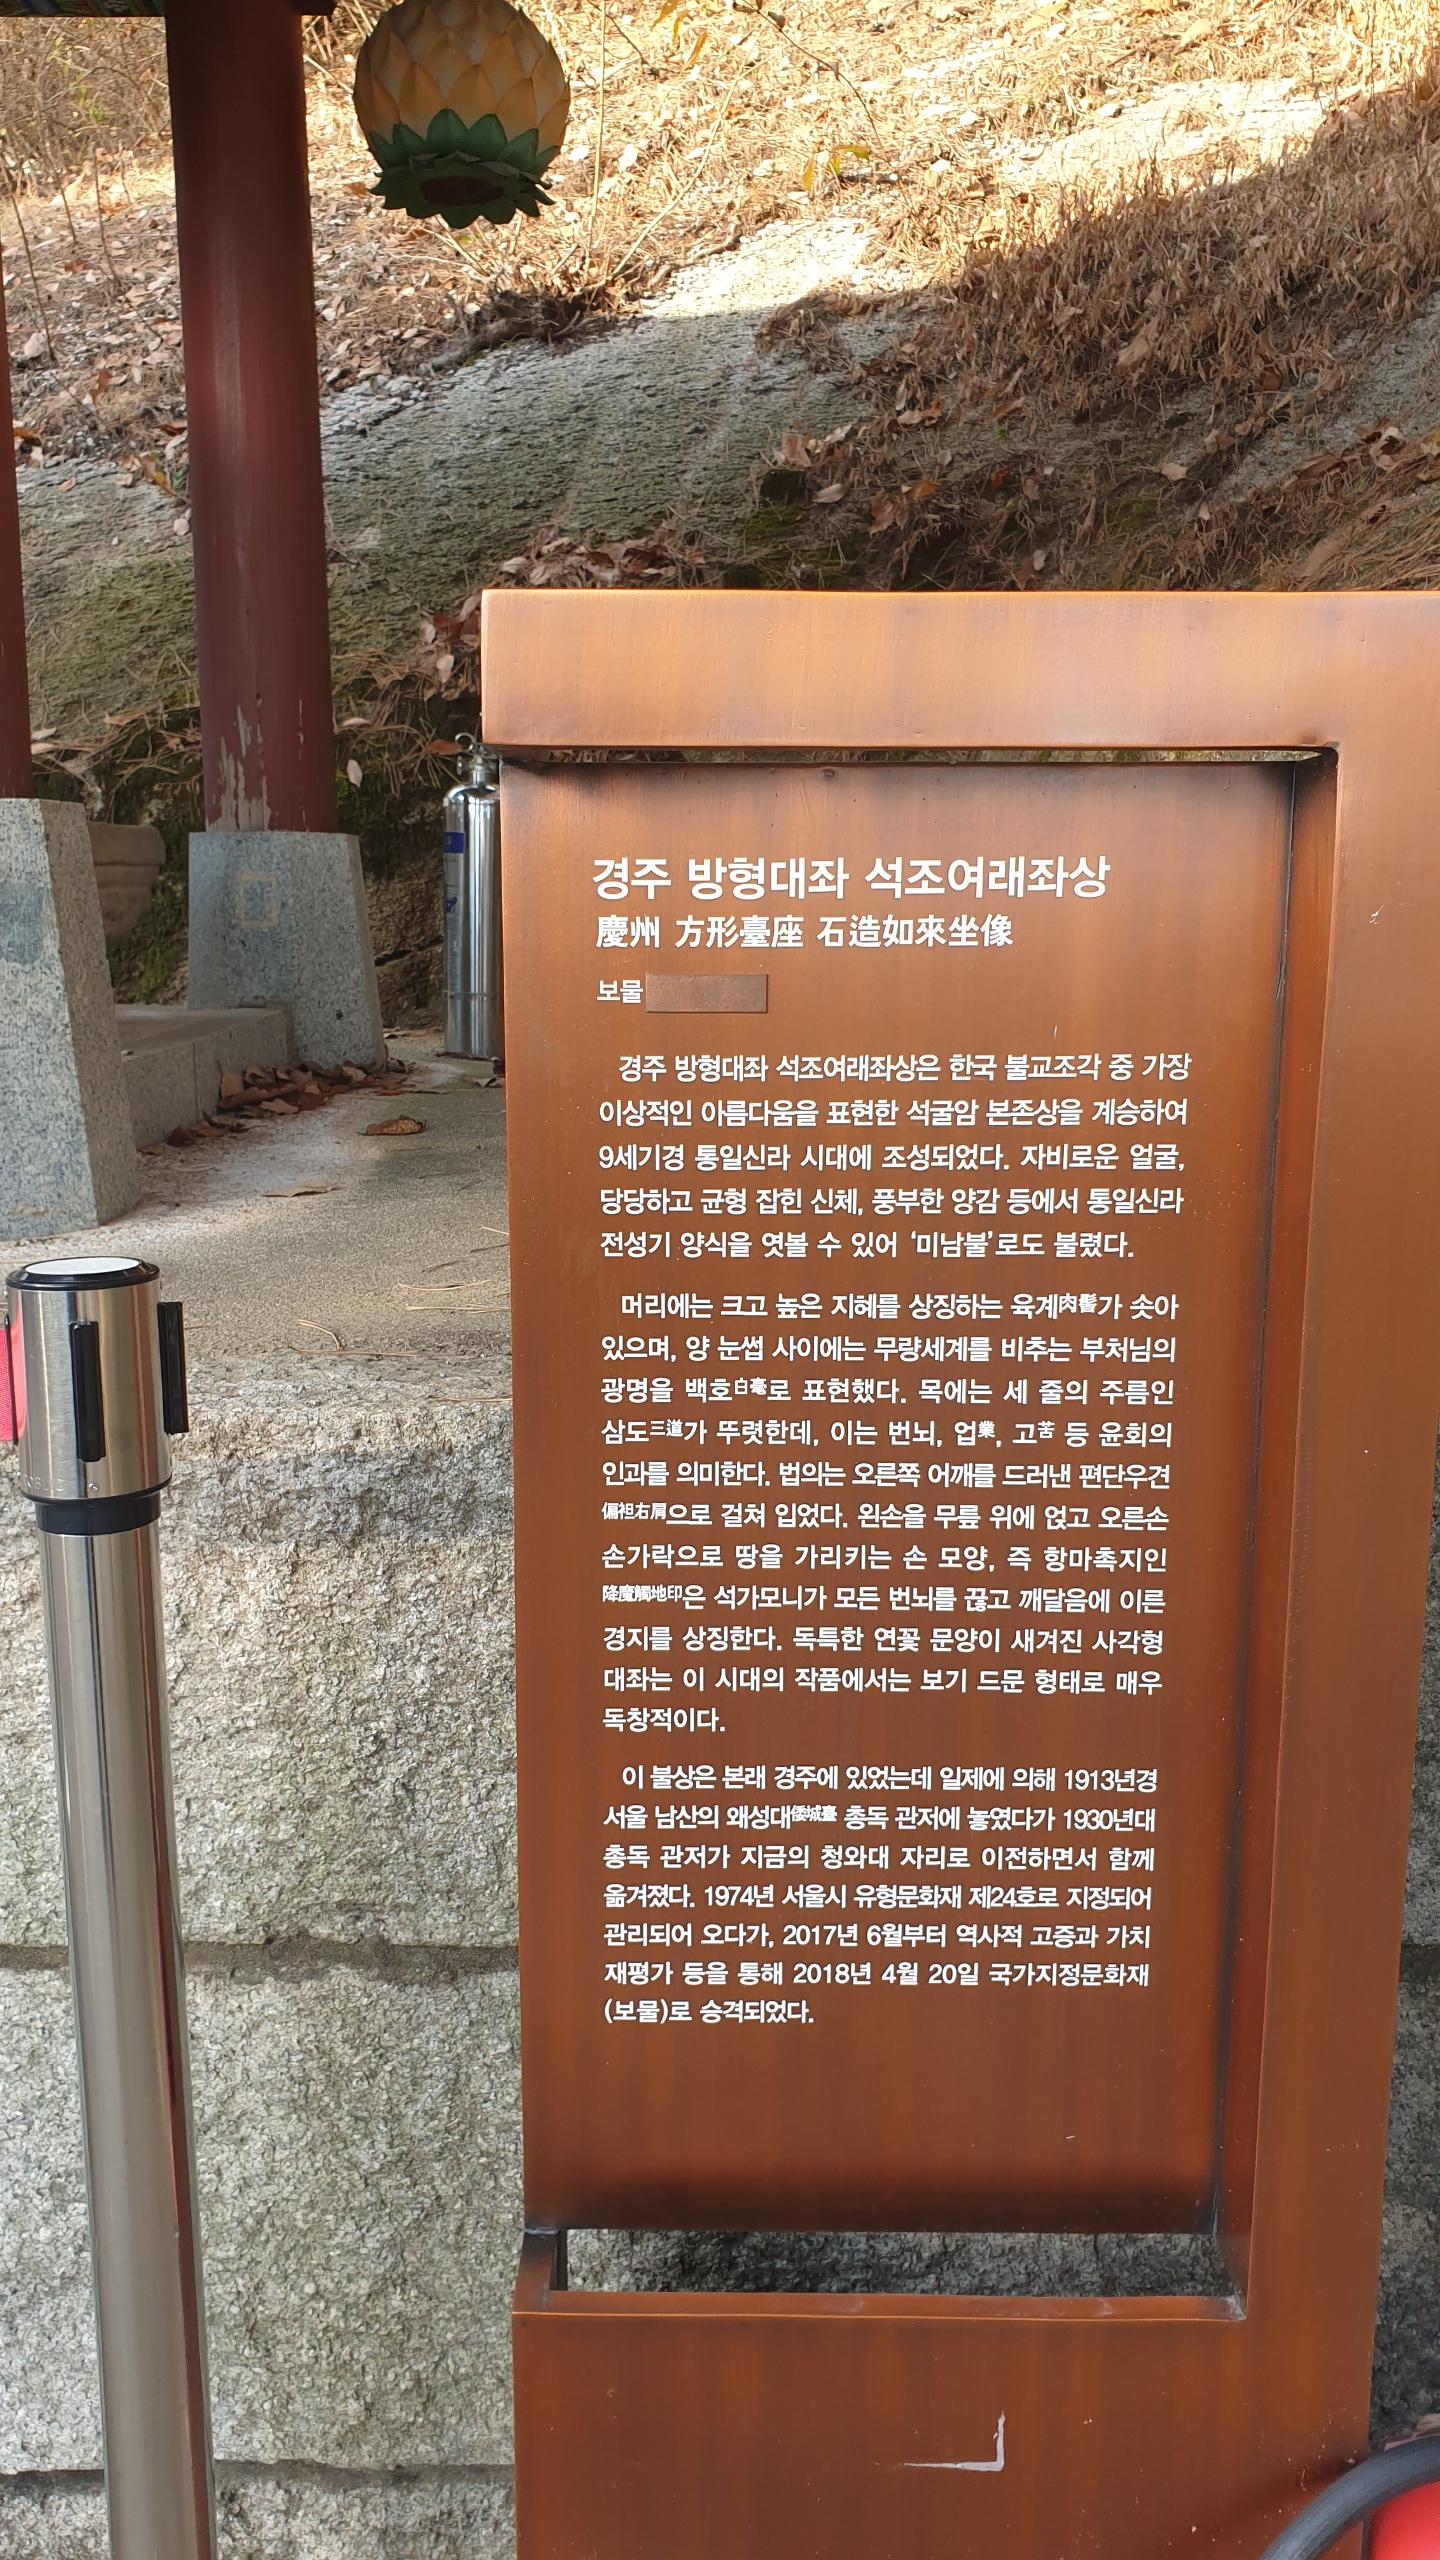 경주 방형대좌 석조여래좌상
慶州 方形臺座 石造如來坐像
보물
경주 방형대좌 석조여래좌상은 한국 불교조각 중 가장
이상적인 아름다움을 표현한 석굴암 본존상을 계승하여
9세기경 통일신라 시대에 조성되었다. 자비로운 얼굴,
당당하고 균형 잡힌 신체, 풍부한 양감 등에서 통일신라
전성기 양식을 엿볼 수 있어 ‘미남불’로도 불렸다.
머리에는 크고 높은 지혜를 상징하는 육계肉髻가 솟아
있으며, 양 눈썹 사이에는 무량세계를 비추는 부처님의
광명을 백호白毫로 표현했다. 목에는 세 줄의 주름인
삼도三道가 뚜렷한데, 이는 번뇌, 업業, 고苦 등 윤회의
인과를 의미한다. 법의는 오른쪽 어깨를 드러낸 편단우견
偏袒右肩으로 걸쳐 입었다. 왼손을 무릎 위에 얹고 오른손
손가락으로 땅을 가리키는 손 모양, 즉 항마촉지인
降魔觸地印은 석가모니가 모든 번뇌를 끊고 깨달음에 이른
경지를 상징한다. 독특한 연꽃 문양이 새겨진 사각형
대좌는 이 시대의 작품에서는 보기 드문 형태로 매우
독창적이다.
이 불상은 본래 경주에 있었는데 일제에 의해 1913년경
서울 남산의 왜성대倭城臺 총독 관저에 놓였다가 1930년대
총독 관저가 지금의 청와대 자리로 이전하면서 함께
옮겨졌다. 1974년 서울시 유형문화재 제24호로 지정되어
관리되어 오다가, 2017년 6월부터 역사적 고증과 가치
재평가 등을 통해 2018년 4월 20일 국가지정문화재
(보물)로 승격되었다.